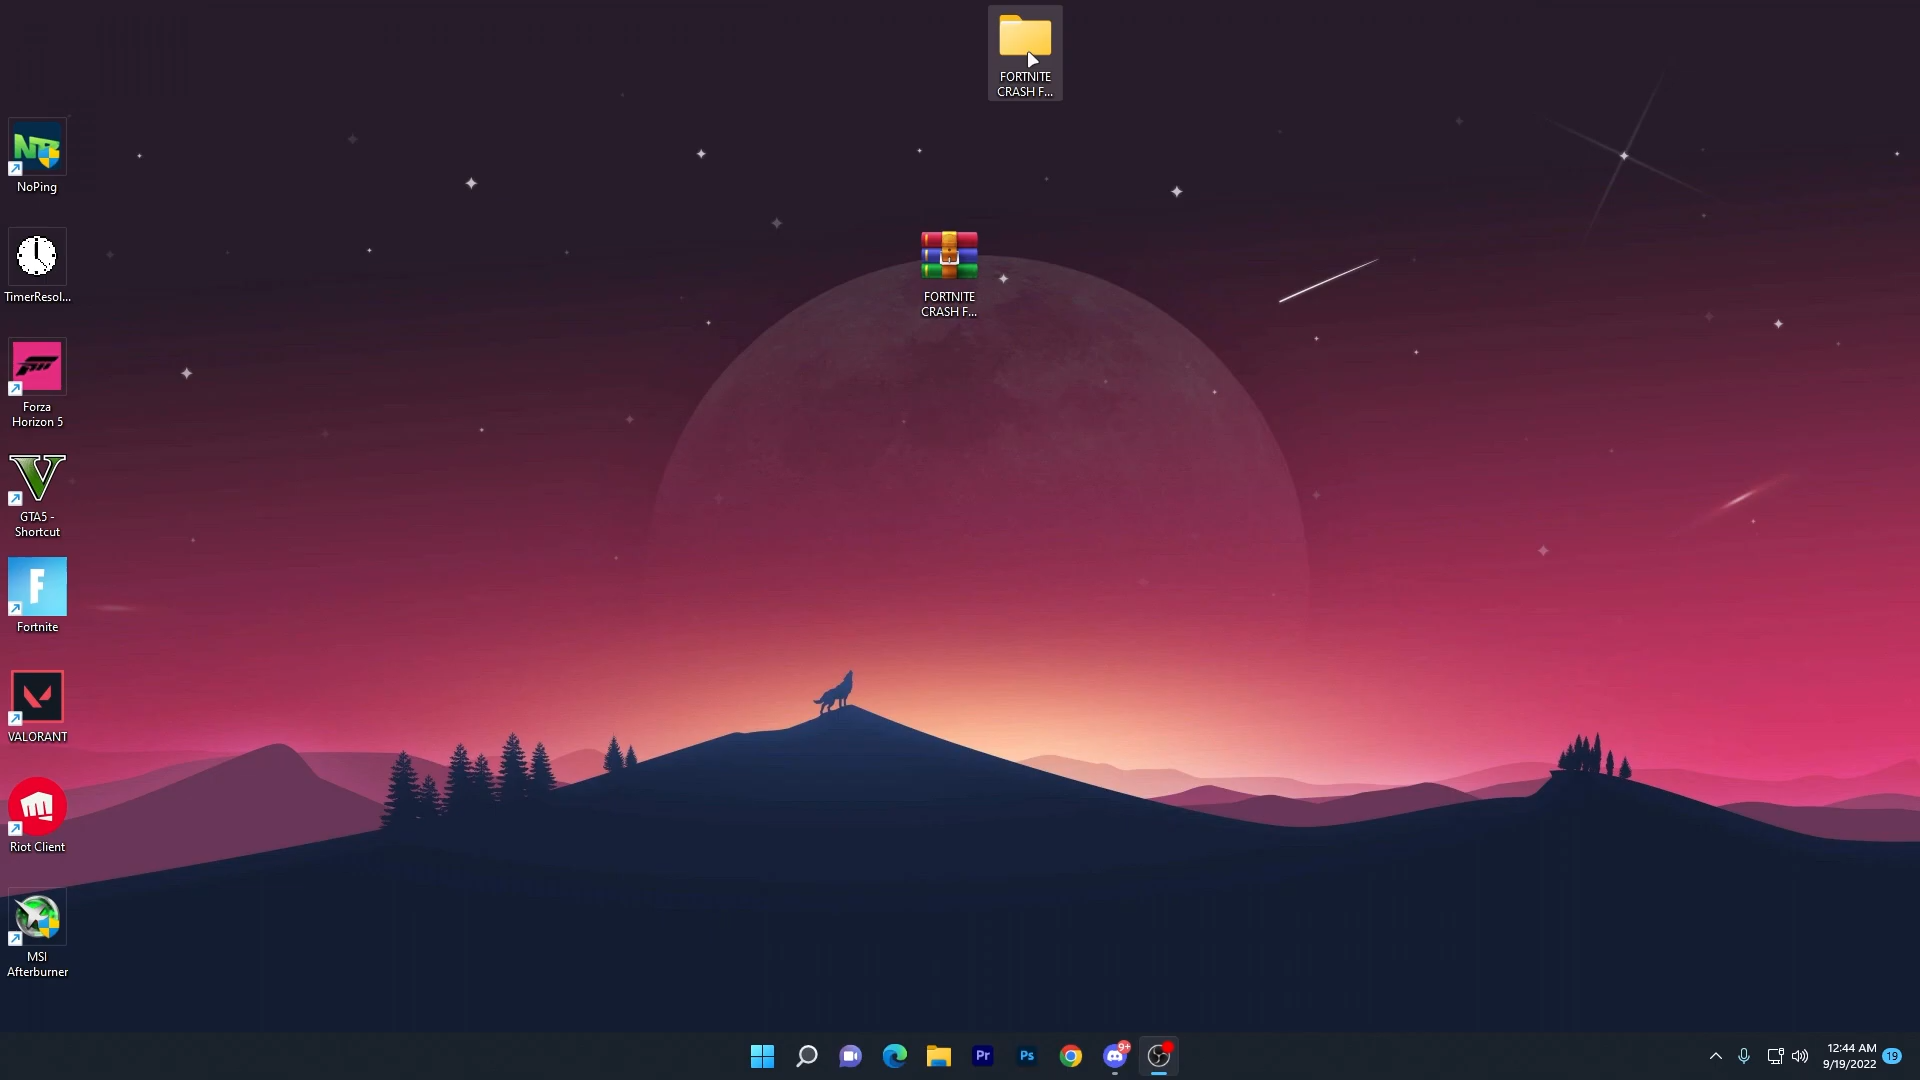 FORTNITE
CRASH F...
NoPing
FORTNITE
CRASH F...
TimerResol...
Forza
Horizon 5
GTA5 -
Shortcut
Fortnite
VALORANT
Riot Client
MSI
Afterburner
Pr
Ps
9+
12:44 AM
9/19/2022
19